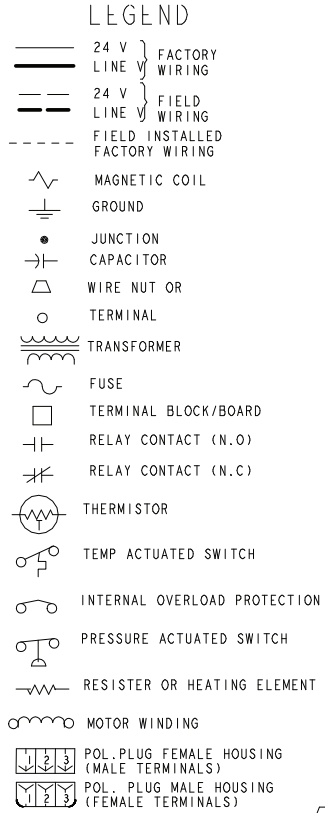 LEGEND
24 V
LINE V
FACTORY
WIRING
24 V
LINE V
FIELD
WIRING
FIELD INSTALLED
FACTORY WIRING
MAGNETIC COIL
GROUND
JUNCTION
CAPACITOR
WIRE NUT OR
TERMINAL
TRANSFORMER
FUSE
TERMINAL BLOCK/BOARD
RELAY CONTACT (N.O)
RELAY CONTACT (N.C)
T
THERMISTOR
TEMP ACTUATED SWITCH
INTERNAL OVERLOAD PROTECTION
PRESSURE ACTUATED SWITCH
RESISTER OR HEATING ELEMENT
MOTOR WINDING
1 2 3
POL.PLUG FEMALE HOUSING
(MALE TERMINALS)
1 2 3
POL. PLUG MALE HOUSING
(FEMALE TERMINALS)